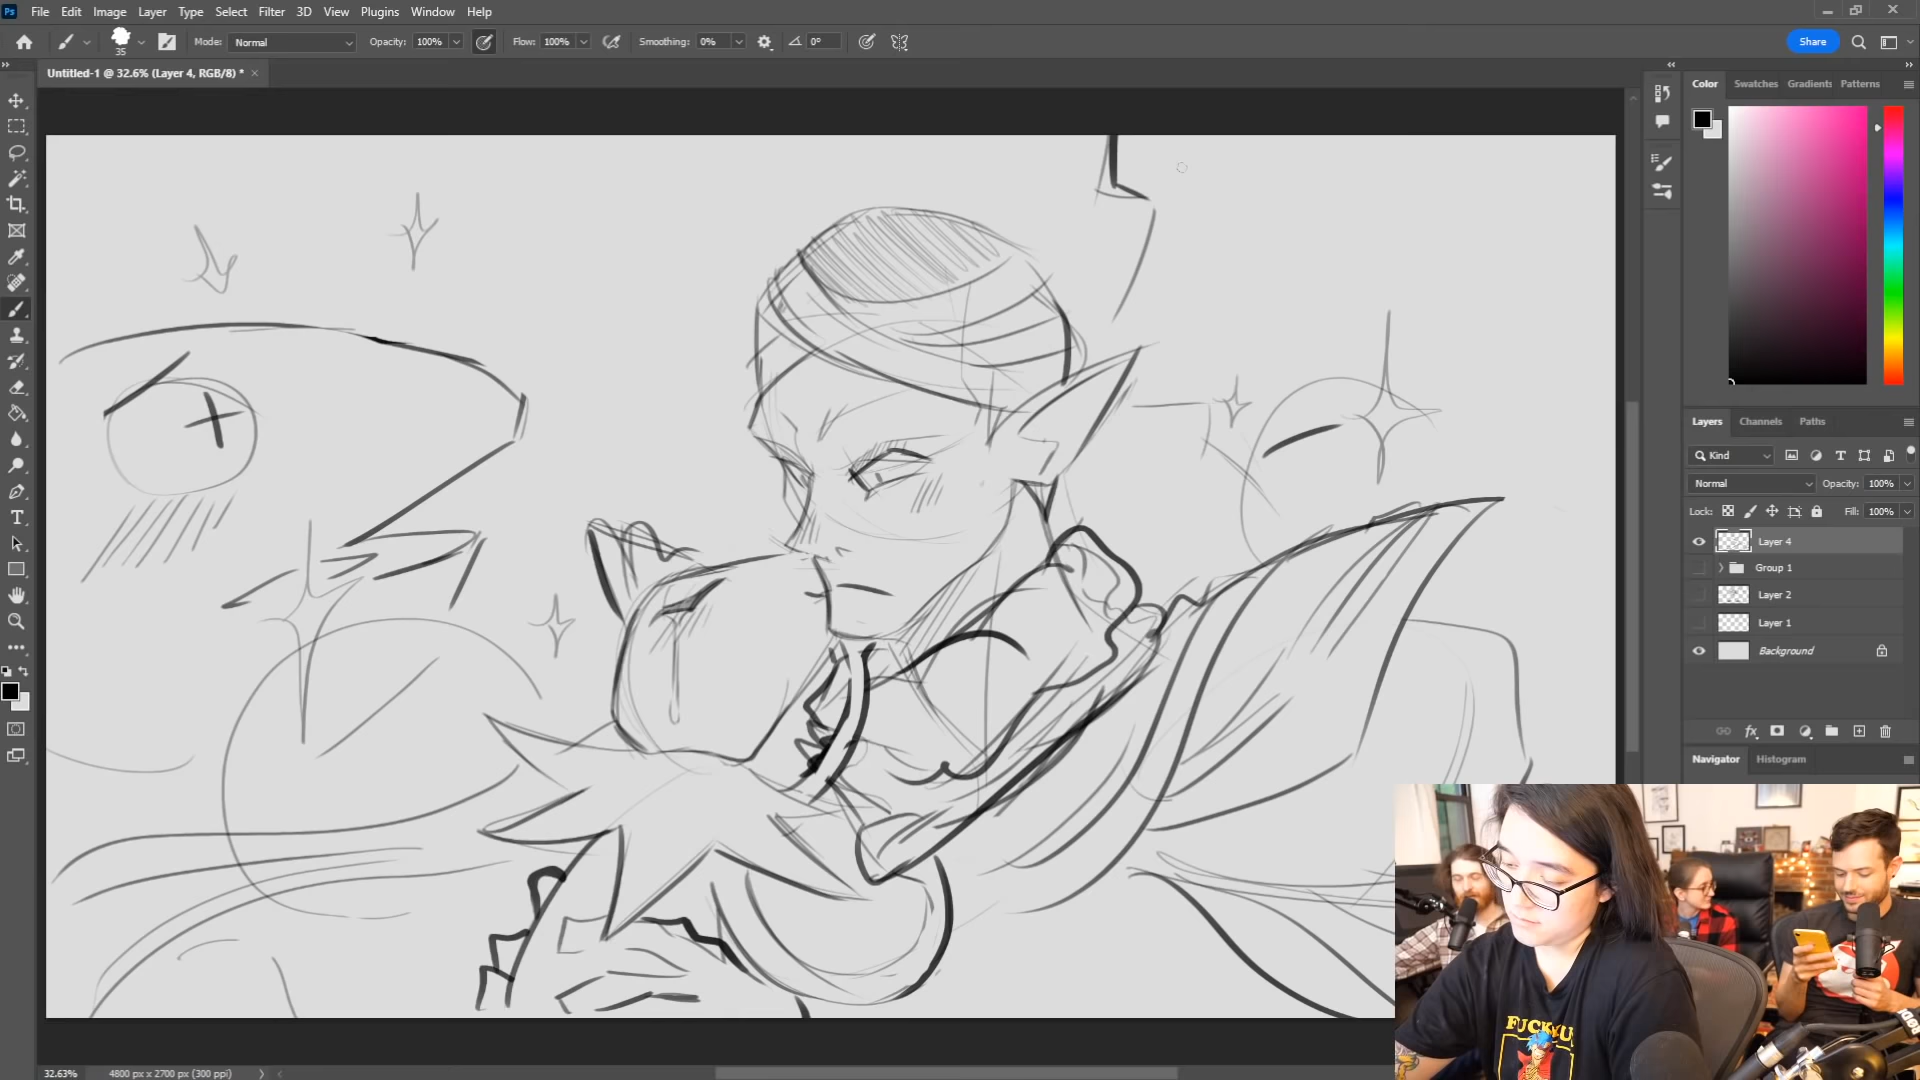 Ps File Edit Image Layer Type Select Filter 3D View Plugins Window Help
35 Mode: Normal Opacity: 100% Flow: 100% Smoothing: 0% 0° Share
Untitled-1 @ 32.6% (Layer 4, RGB/8) *
Color Swatches Gradients Patterns
Layers Channels Paths
Kind
Normal Opacity: 100%
Lock: Fill: 100%
Layer 4
Group 1
Layer 2
Layer 1
Background
fx
Navigator Histogram
32.63% 4800 px x 2700 px (300 ppi)